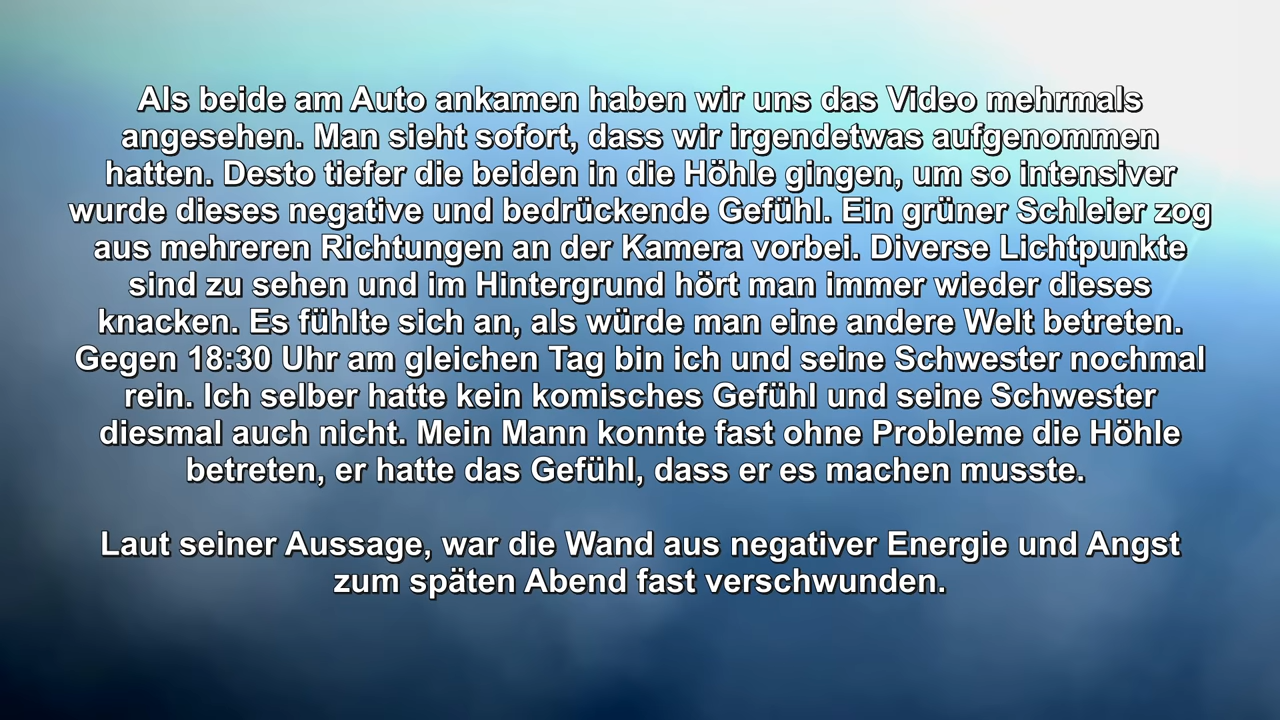 Als beide am Auto ankamen haben wir uns das Video mehrmals
angesehen. Man sieht sofort, dass wir irgendetwas aufgenommen
hatten. Desto tiefer die beiden in die Höhle gingen, um so intensiver
wurde dieses negative und bedrückende Gefühl. Ein grüner Schleier zog
aus mehreren Richtungen an der Kamera vorbei. Diverse Lichtpunkte
sind zu sehen und im Hintergrund hört man immer wieder dieses
knacken. Es fühlte sich an, als würde man eine andere Welt betreten.
Gegen 18:30 Uhr am gleichen Tag bin ich und seine Schwester nochmal
rein. Ich selber hatte kein komisches Gefühl und seine Schwester
diesmal auch nicht. Mein Mann konnte fast ohne Probleme die Höhle
betreten, er hatte das Gefühl, dass er es machen musste.
Laut seiner Aussage, war die Wand aus negativer Energie und Angst
zum späten Abend fast verschwunden.